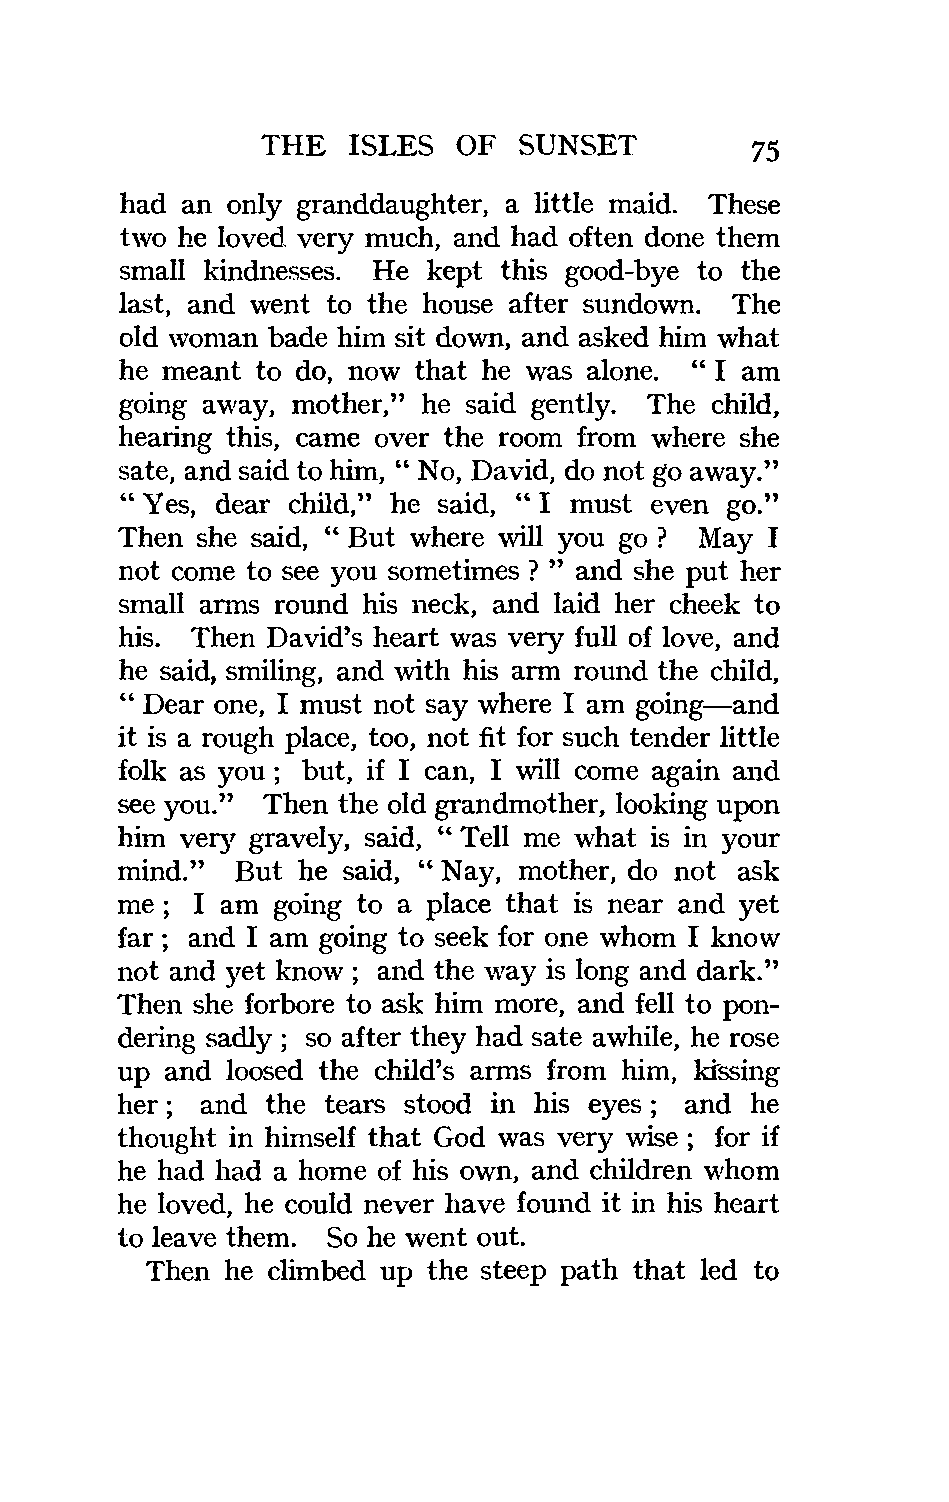 THE ISLES OF SUNSET 75
had an only granddaughter, a little maid. These
two he loved very much, and had often done them
small kindnesses. He kept this good-bye to the
last, and went to the house after sundown. The
old woman bade him sit down, and asked him what
he meant to do, now that he was alone. “ I am
going away, mother,” he said gently. The child,
hearing this, came over the room from where she
sate, and said to him, “ No, David, do not go away.”
“ Yes, dear child,” he said, “ I must even go.”
Then she said, “ But where will you go ? May I
not come to see you sometimes ? ” and she put her
small arms round his neck, and laid her cheek to
his. Then David’s heart was very full of love, and
he said, smiling, and with his arm round the child,
“ Dear one, I must not say where I am going—and
it is a rough place, too, not fit for such tender little
folk as you ; but, if I can, I will come again and
see you.” Then the old grandmother, looking upon
him very gravely, said, “ Tell me what is in your
mind.” But he said, “ Nay, mother, do not ask
me ; I am going to a place that is near and yet
far ; and I am going to seek for one whom I know
not and yet know ; and the way is long and dark.”
Then she forbore to ask him more, and fell to pon-
dering sadly ; so after they had sate awhile, he rose
up and loosed the child’s arms from him, kissing
her ; and the tears stood in his eyes ; and he
thought in himself that God was very wise ; for if
he had had a home of his own, and children whom
he loved, he could never have found it in his heart
to leave them. So he went out.
Then he climbed up the steep path that led to